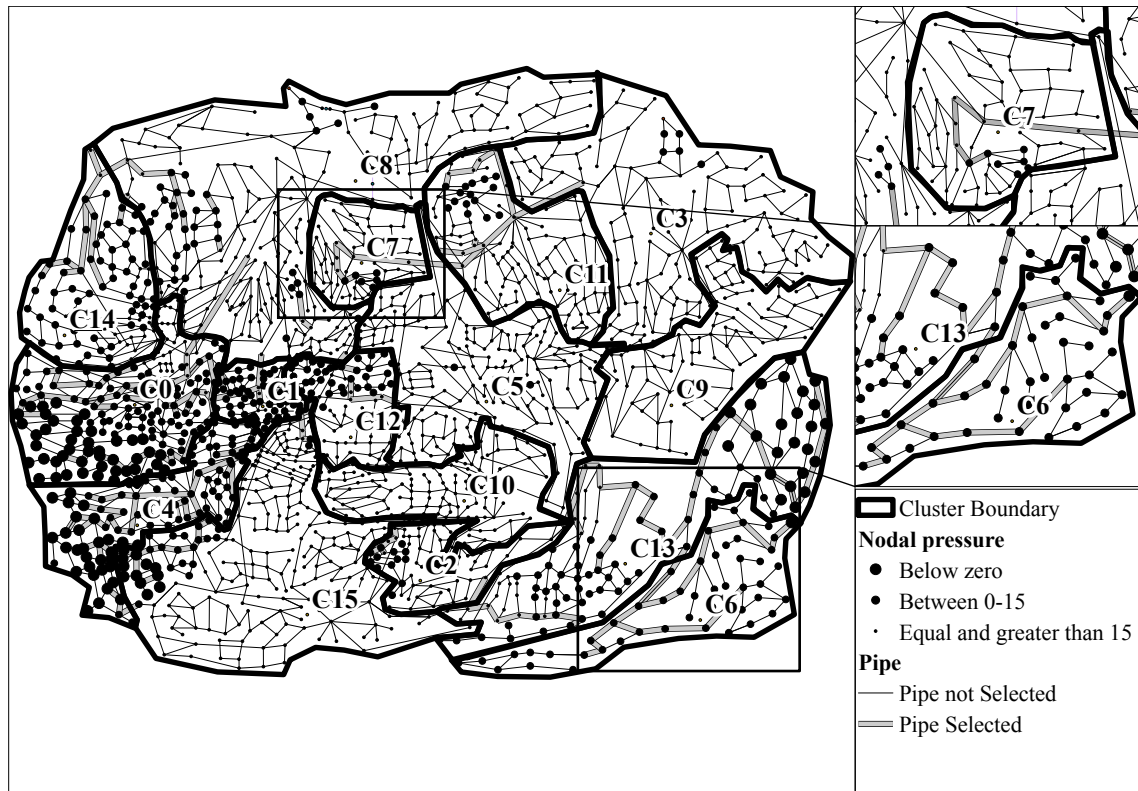 C7
C8
C3
C7
C11
C14
C13
C0
C1
C5
C9
C6
C12
C10
C4
C13
C2
C15
C6
Cluster Boundary
Nodal pressure
Below zero
Between 0-15
Equal and greater than 15
Pipe
Pipe not Selected
Pipe Selected